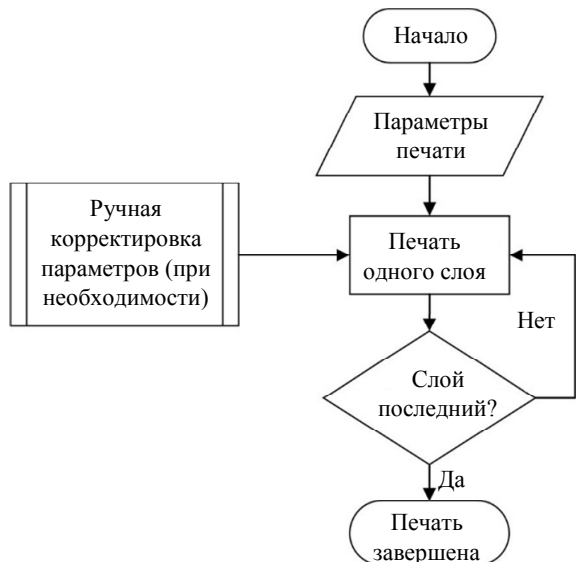 Начало
Параметры
печати
Ручная
корректировка
параметров (при
необходимости)
Печать
одного слоя
Нет
Слой
последний?
Да
Печать
завершена